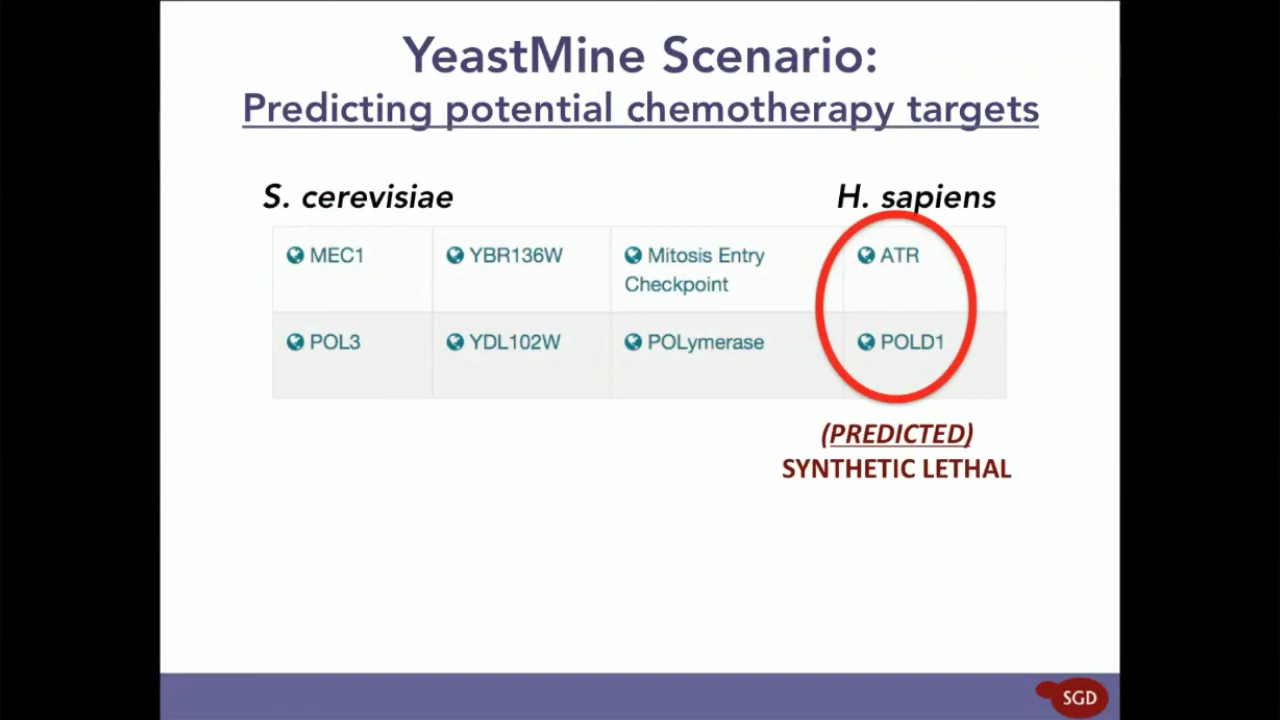 YeastMine Scenario:
Predicting potential chemotherapy targets
S. cerevisiae H. sapiens
MEC1 YBR136W Mitosis Entry Checkpoint ATR
POL3 YDL102W POLymerase POLD1
(PREDICTED)
SYNTHETIC LETHAL
SGD